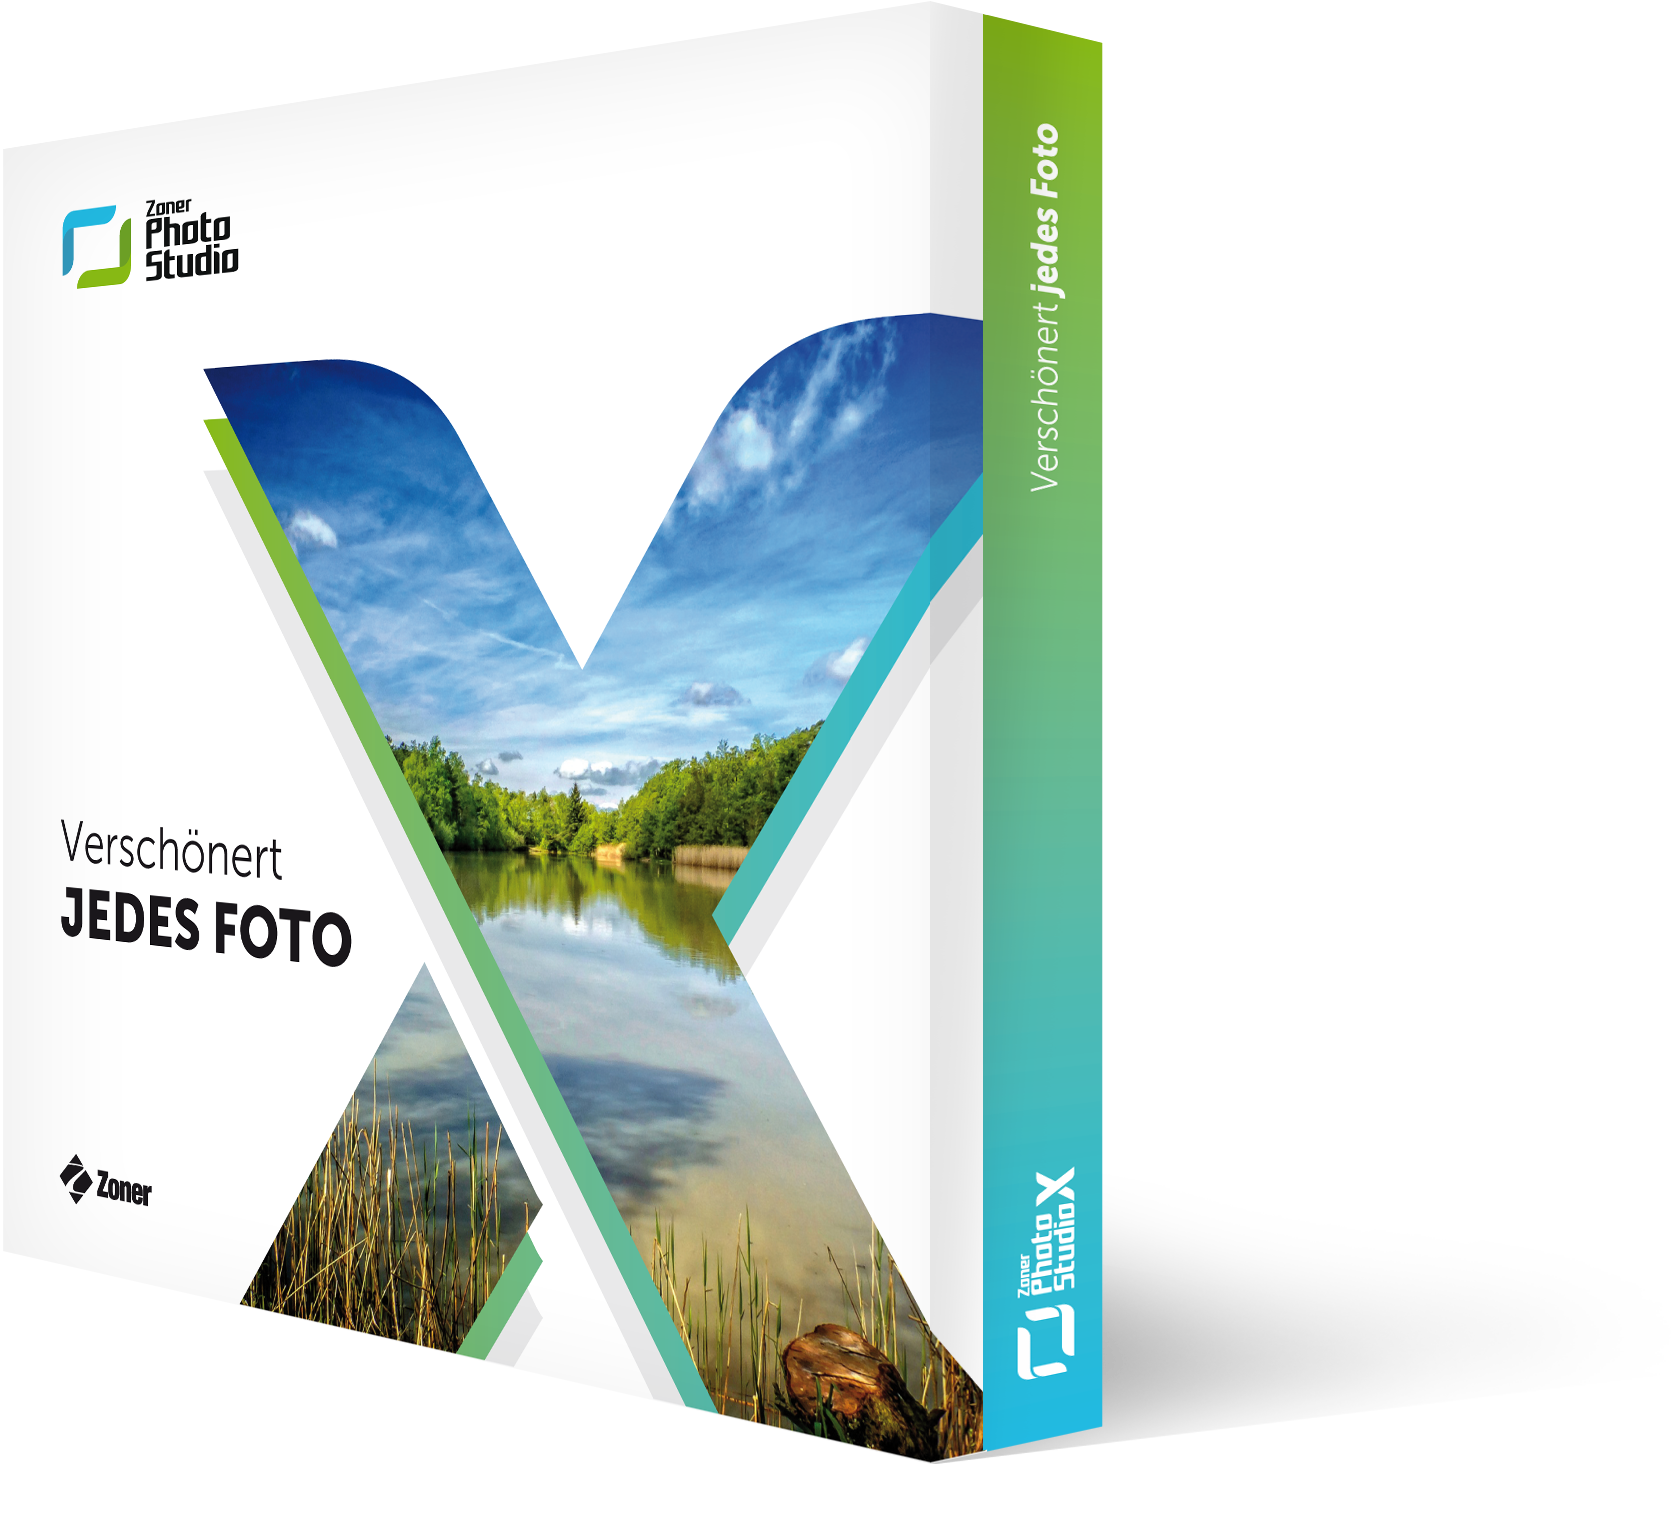 Zoner
Photo
Studio
Verschönert
JEDES FOTO
Zoner
Verschönert jedes Foto
Zoner
Photo
Studio X